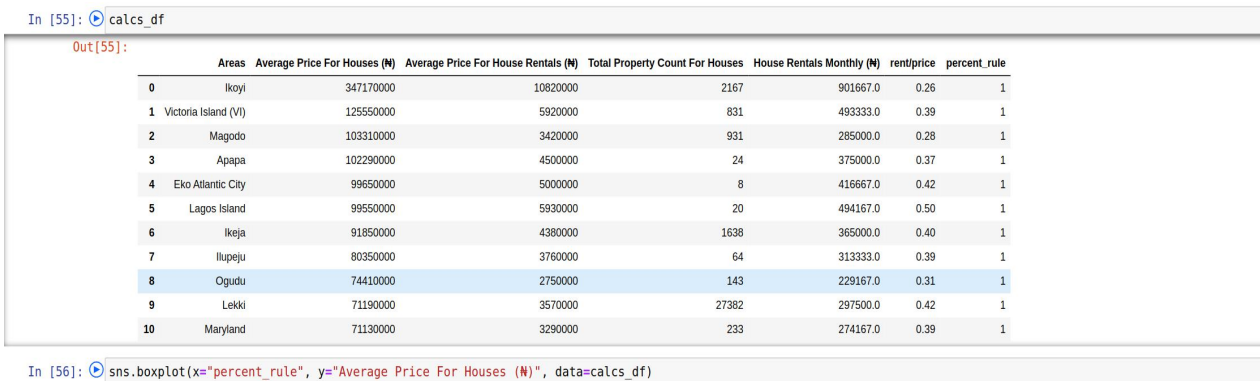 In [55]: calcs_df
Out[55]:
Areas Average Price For Houses (₦) Average Price For House Rentals (₦) Total Property Count For Houses House Rentals Monthly (₦) rent/price percent_rule
0 Ikoyi 347170000 10820000 2167 901667.0 0.26 1
1 Victoria Island (VI) 125550000 5920000 831 493333.0 0.39 1
2 Magodo 103310000 3420000 931 285000.0 0.28 1
3 Apapa 102290000 4500000 24 375000.0 0.37 1
4 Eko Atlantic City 99650000 5000000 8 416667.0 0.42 1
5 Lagos Island 99550000 5930000 20 494167.0 0.50 1
6 Ikeja 91850000 4380000 1638 365000.0 0.40 1
7 Ilupeju 80350000 3760000 64 313333.0 0.39 1
8 Ogudu 74410000 2750000 143 229167.0 0.31 1
9 Lekki 71190000 3570000 27382 297500.0 0.42 1
10 Maryland 71130000 3290000 233 274167.0 0.39 1
In [56]: sns.boxplot(x="percent_rule", y="Average Price For Houses (₦)", data=calcs_df)